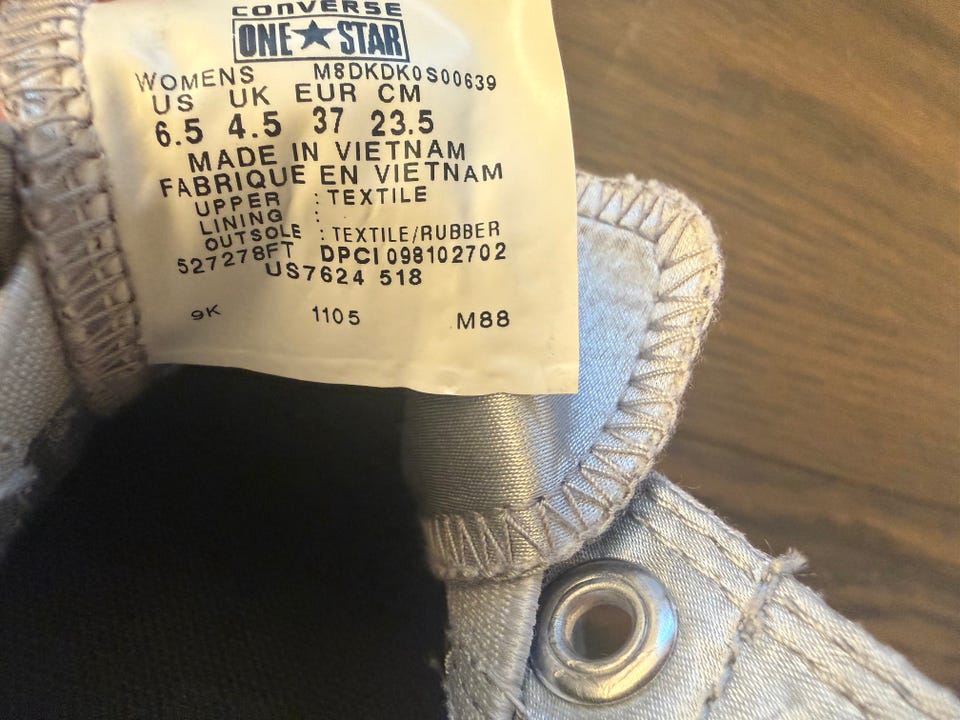 CONVERSE
ONE★STAR
WOMENS M8DKDK0S00639
US UK EUR CM
6.5 4.5 37 23.5
MADE IN VIETNAM
FABRIQUE EN VIETNAM
UPPER : TEXTILE
LINING :
OUTSOLE : TEXTILE/RUBBER
527278FT DPCI 098102702
US7624 518
9K 1105 M88